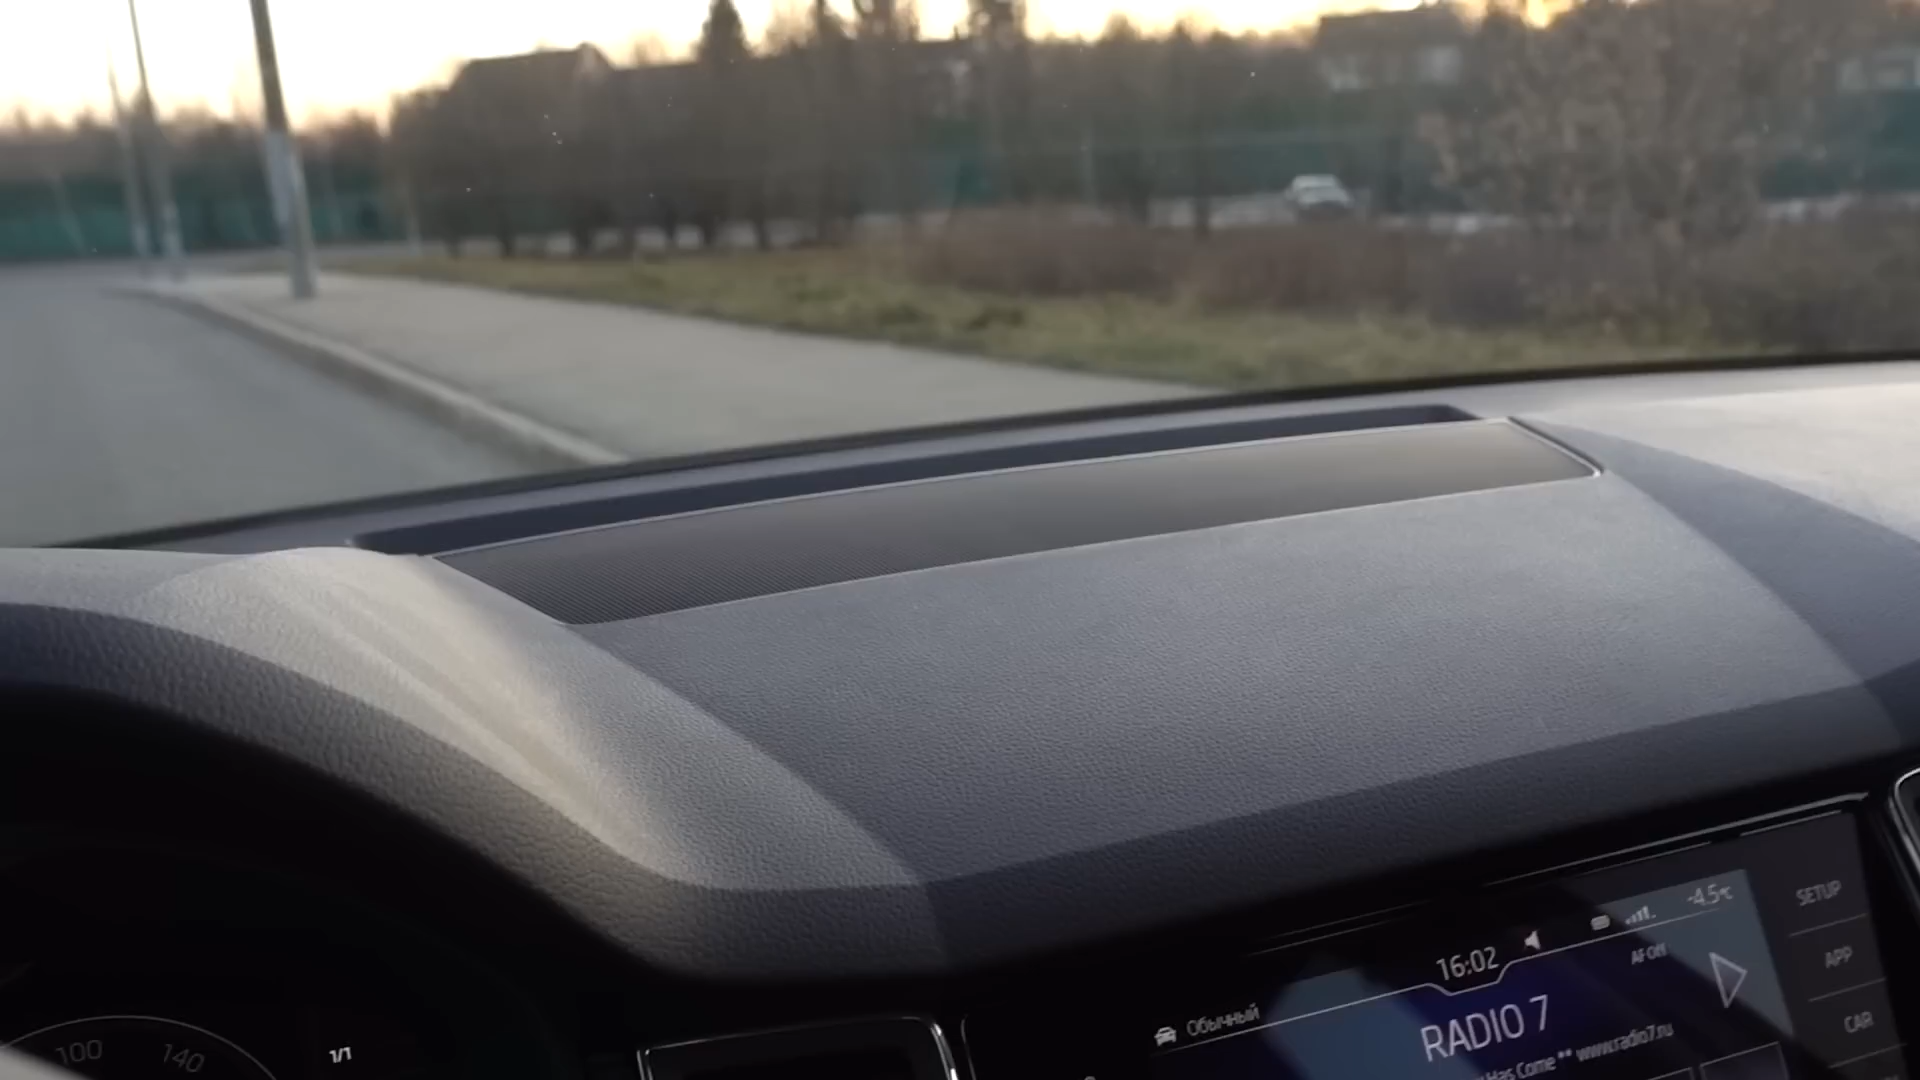 -4.5°C
16:02
AF Off
Обычный
RADIO 7
Has Come ** www.radio7.ru
SETUP
APP
CAR
100
140
1/1